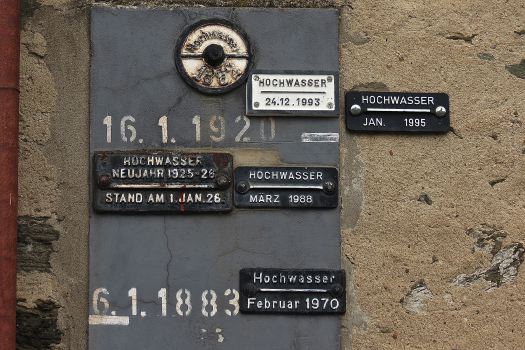 Hochwasser
HOCHWASSER
24.12.1993
HOCHWASSER
JAN. 1995
16.1.1920
HOCHWASSER
NEUJAHR 1925-26
STAND AM 1.JAN.26.
HOCHWASSER
MÄRZ 1988
6.1.1883
Hochwasser
Februar 1970